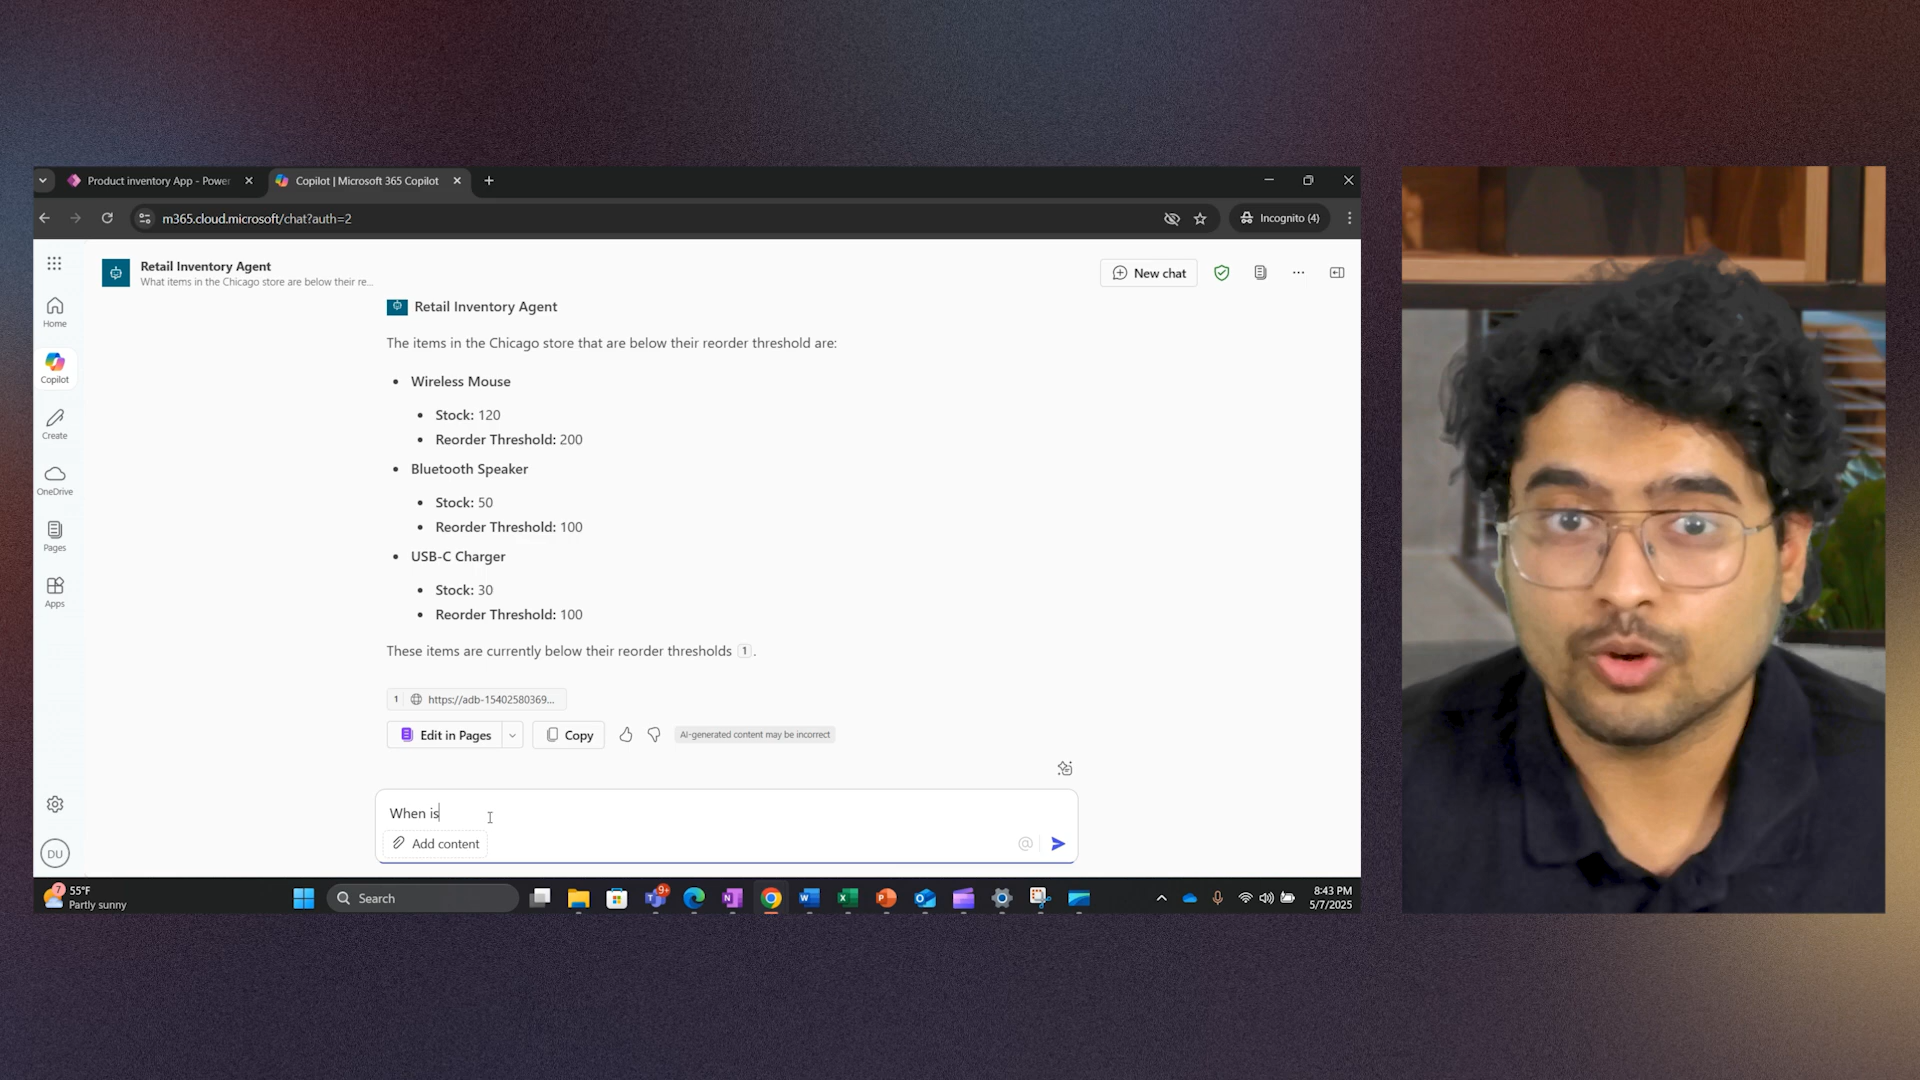 Product inventory App - Power
Copilot | Microsoft 365 Copilot
m365.cloud.microsoft/chat?auth=2
Incognito (4)
Retail Inventory Agent
What items in the Chicago store are below their re...
New chat
Home
Copilot
Create
OneDrive
Pages
Apps
DU
Retail Inventory Agent
The items in the Chicago store that are below their reorder threshold are:
• Wireless Mouse
• Stock: 120
• Reorder Threshold: 200
• Bluetooth Speaker
• Stock: 50
• Reorder Threshold: 100
• USB-C Charger
• Stock: 30
• Reorder Threshold: 100
These items are currently below their reorder thresholds 1 .
1 https://adb-15402580369...
Edit in Pages
Copy
AI-generated content may be incorrect
When is
Add content
@
7
55°F
Partly sunny
Search
9+
8:43 PM
5/7/2025